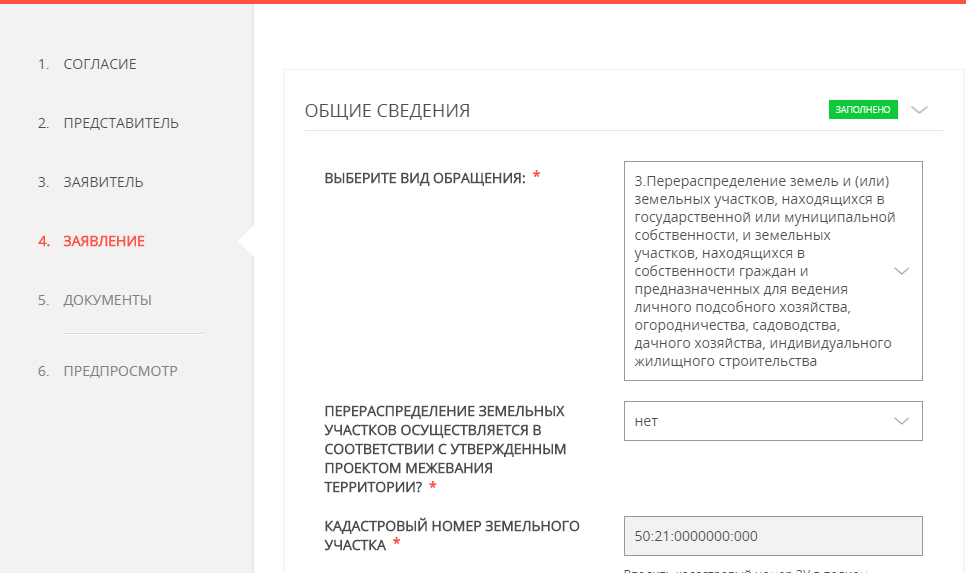 1. СОГЛАСИЕ
2. ПРЕДСТАВИТЕЛЬ
3. ЗАЯВИТЕЛЬ
4. ЗАЯВЛЕНИЕ
5. ДОКУМЕНТЫ
6. ПРЕДПРОСМОТР
ОБЩИЕ СВЕДЕНИЯ
ЗАПОЛНЕНО
ВЫБЕРИТЕ ВИД ОБРАЩЕНИЯ: *
3.Перераспределение земель и (или)
земельных участков, находящихся в
государственной или муниципальной
собственности, и земельных
участков, находящихся в
собственности граждан и
предназначенных для ведения
личного подсобного хозяйства,
огородничества, садоводства,
дачного хозяйства, индивидуального
жилищного строительства
ПЕРЕРАСПРЕДЕЛЕНИЕ ЗЕМЕЛЬНЫХ
УЧАСТКОВ ОСУЩЕСТВЛЯЕТСЯ В
СООТВЕТСТВИИ С УТВЕРЖДЕННЫМ
ПРОЕКТОМ МЕЖЕВАНИЯ
ТЕРРИТОРИИ? *
нет
КАДАСТРОВЫЙ НОМЕР ЗЕМЕЛЬНОГО
УЧАСТКА *
50:21:0000000:000